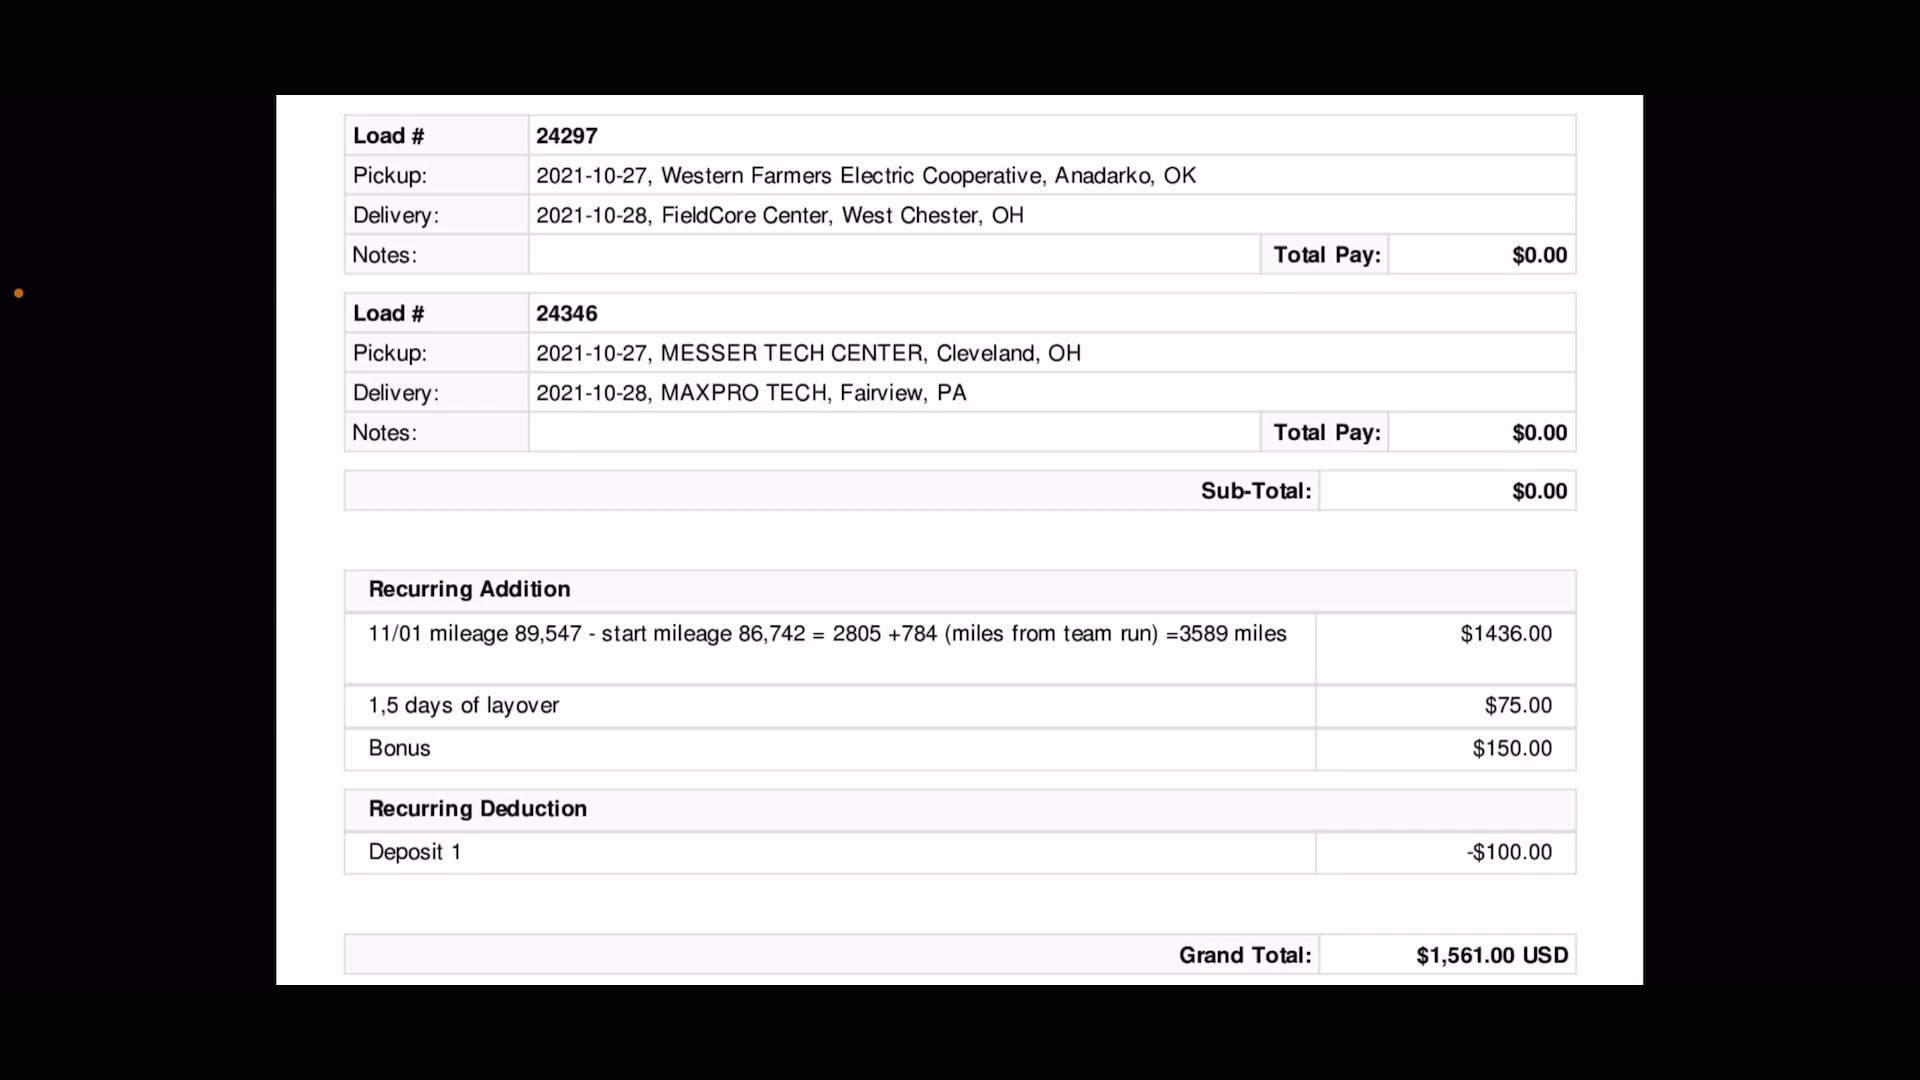 Load # 24297
Pickup: 2021-10-27, Western Farmers Electric Cooperative, Anadarko, OK
Delivery: 2021-10-28, FieldCore Center, West Chester, OH
Notes: Total Pay: $0.00
Load # 24346
Pickup: 2021-10-27, MESSER TECH CENTER, Cleveland, OH
Delivery: 2021-10-28, MAXPRO TECH, Fairview, PA
Notes: Total Pay: $0.00
Sub-Total: $0.00
Recurring Addition
11/01 mileage 89,547 - start mileage 86,742 = 2805 +784 (miles from team run) =3589 miles $1436.00
1,5 days of layover $75.00
Bonus $150.00
Recurring Deduction
Deposit 1 -$100.00
Grand Total: $1,561.00 USD